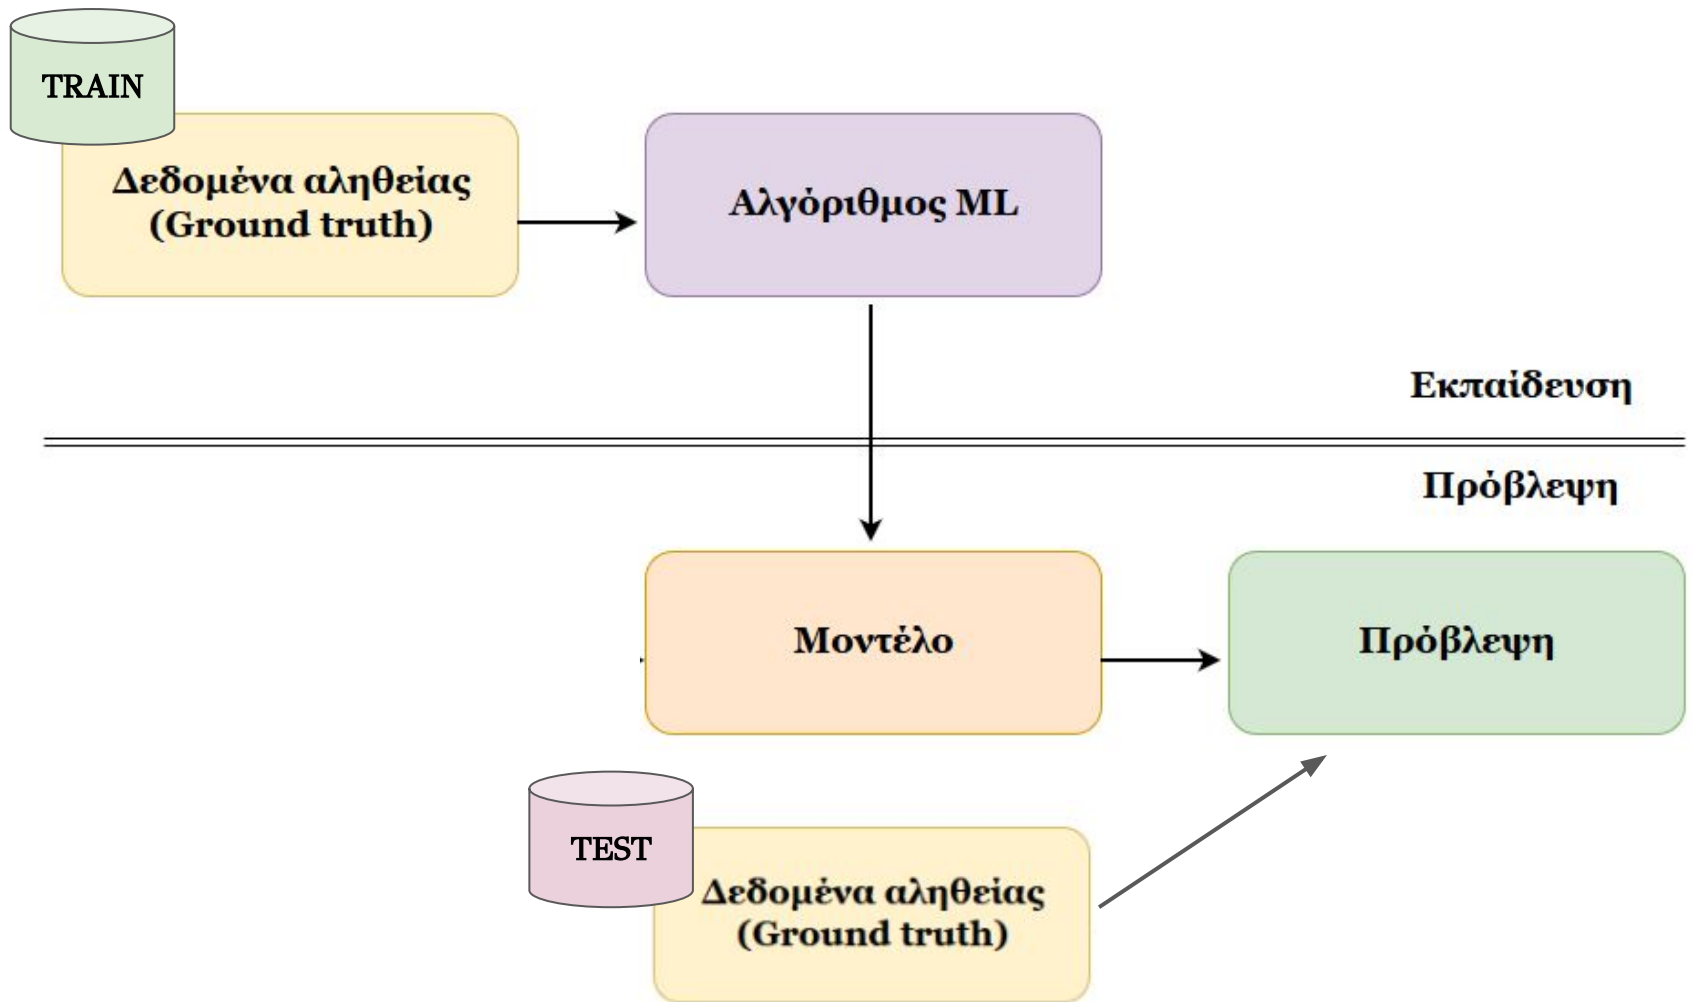 TRAIN
Δεδομένα αληθείας
(Ground truth)
Αλγόριθμος ML
Εκπαίδευση
Πρόβλεψη
Μοντέλο
Πρόβλεψη
TEST
Δεδομένα αληθείας
(Ground truth)